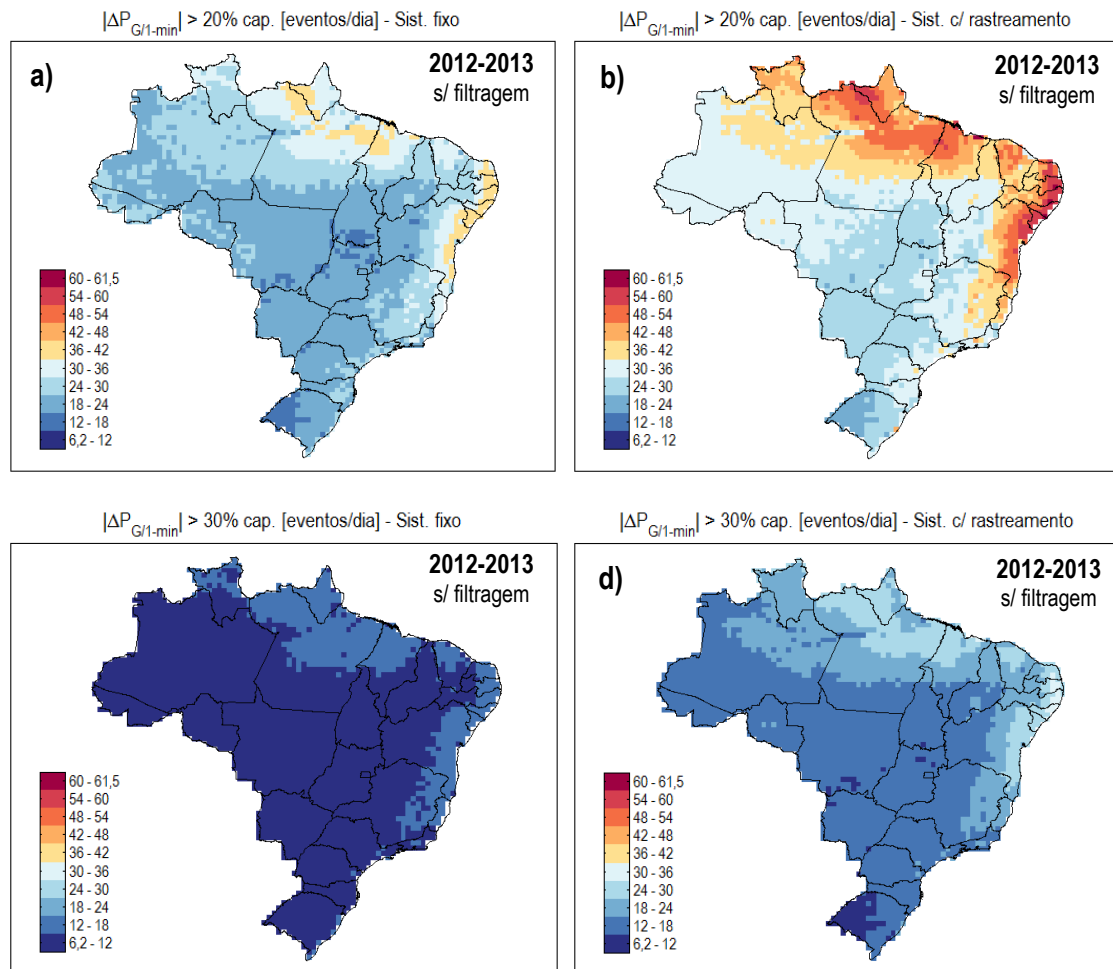 |ΔP G/1-min| > 20% cap. [eventos/dia] - Sist. fixo
a)
2012-2013
s/ filtragem
60 - 61,5
54 - 60
48 - 54
42 - 48
36 - 42
30 - 36
24 - 30
18 - 24
12 - 18
6,2 - 12
|ΔP G/1-min| > 20% cap. [eventos/dia] - Sist. c/ rastreamento
b)
2012-2013
s/ filtragem
60 - 61,5
54 - 60
48 - 54
42 - 48
36 - 42
30 - 36
24 - 30
18 - 24
12 - 18
6,2 - 12
|ΔP G/1-min| > 30% cap. [eventos/dia] - Sist. fixo
2012-2013
s/ filtragem
60 - 61,5
54 - 60
48 - 54
42 - 48
36 - 42
30 - 36
24 - 30
18 - 24
12 - 18
6,2 - 12
|ΔP G/1-min| > 30% cap. [eventos/dia] - Sist. c/ rastreamento
d)
2012-2013
s/ filtragem
60 - 61,5
54 - 60
48 - 54
42 - 48
36 - 42
30 - 36
24 - 30
18 - 24
12 - 18
6,2 - 12